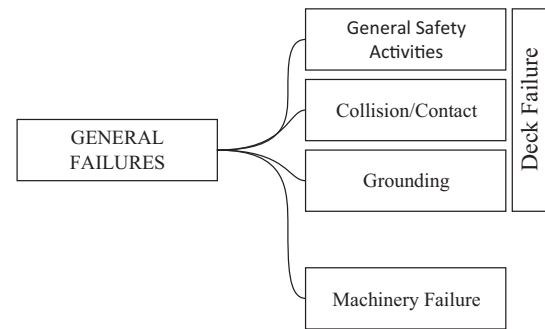 General Safety
Activities
Collision/Contact
GENERAL
FAILURES
Grounding
Machinery Failure
Deck Failure